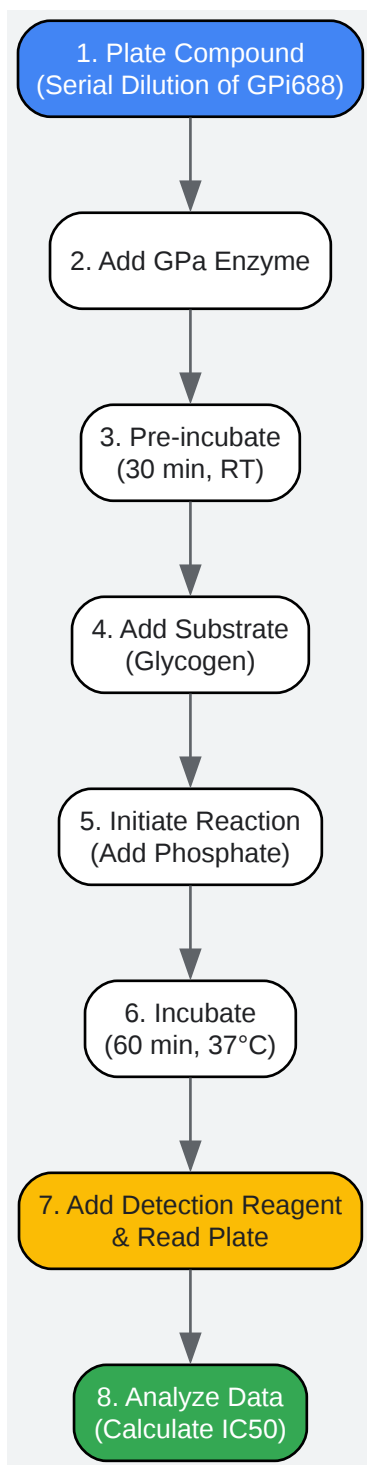 1. Plate Compound
(Serial Dilution of GPi688)
2. Add GPa Enzyme
3. Pre-incubate
(30 min, RT)
4. Add Substrate
(Glycogen)
5. Initiate Reaction
(Add Phosphate)
6. Incubate
(60 min, 37°C)
7. Add Detection Reagent
& Read Plate
8. Analyze Data
(Calculate IC50)